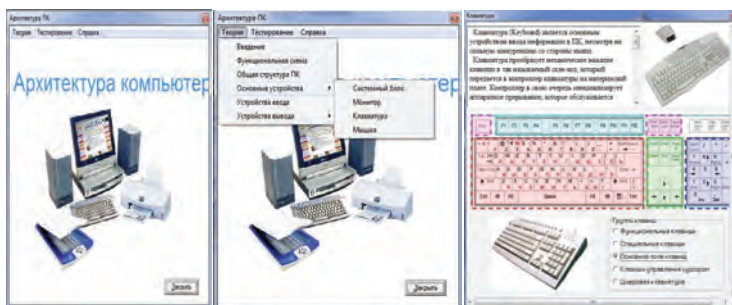 Архитектура ПК
Теория Тестирование Справка
Архитектура компьютер
Закрыть
Архитектура ПК
Теория Тестирование Справка
Введение
Функциональная схема
Общая структура ПК
Основные устройства
Устройства ввода
Устройства вывода
Системный блок
Монитор
Клавиатура
Мышка
Закрыть
Клавиатура
Клавиатура (Keyboard) является основным
устройством ввода информации в ПК, несмотря на
сильную конкуренцию со стороны мыши.
Клавиатура преобразует механическое нажатие
клавиши в так называемый скан-код, который
передается в контроллер клавиатуры на материнской
плате. Контроллер в свою очередь инициализирует
аппаратное прерывание, которое обслуживается
Группы клавиш:
Функциональные клавиши
Специальные клавиши
Основное поле клавиш
Клавиши управления курсором
Цифровая клавиатура